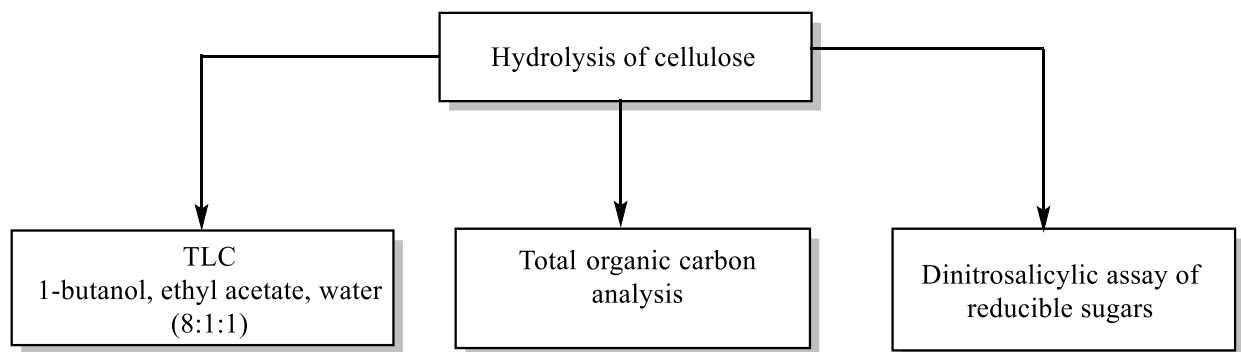 Hydrolysis of cellulose
TLC
1-butanol, ethyl acetate, water
(8:1:1)
Total organic carbon
analysis
Dinitrosalicylic assay of
reducible sugars